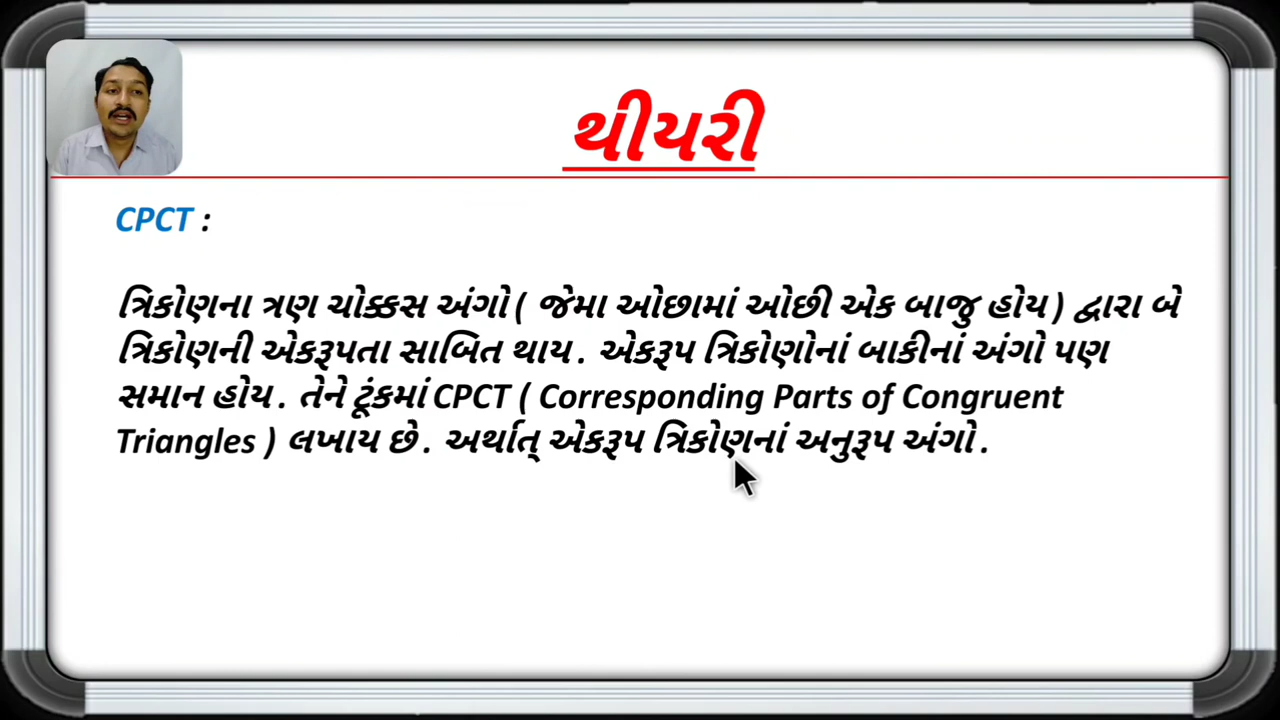 થીયરી
CPCT :
ત્રિકોણના ત્રણ ચોક્કસ અંગો ( જેમા ઓછામાં ઓછી એક બાજુ હોય ) દ્વારા બે
ત્રિકોણની એકરૂપતા સાબિત થાય . એકરૂપ ત્રિકોણોનાં બાકીનાં અંગો પણ
સમાન હોય . તેને ટૂંકમાં CPCT ( Corresponding Parts of Congruent
Triangles ) લખાય છે . અર્થાત્ એકરૂપ ત્રિકોણનાં અનુરૂપ અંગો .